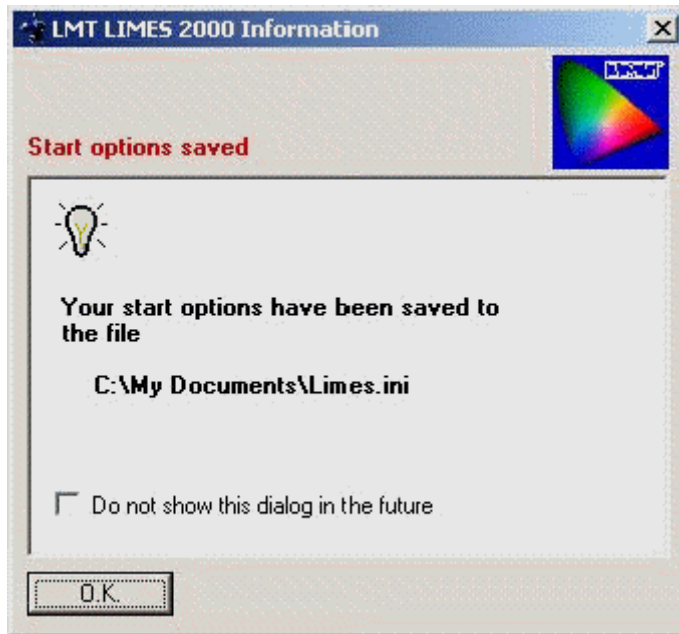 LMT LIMES 2000 Information
Start options saved
Your start options have been saved to
the file
C:\My Documents\Limes.ini
Do not show this dialog in the future
O.K.